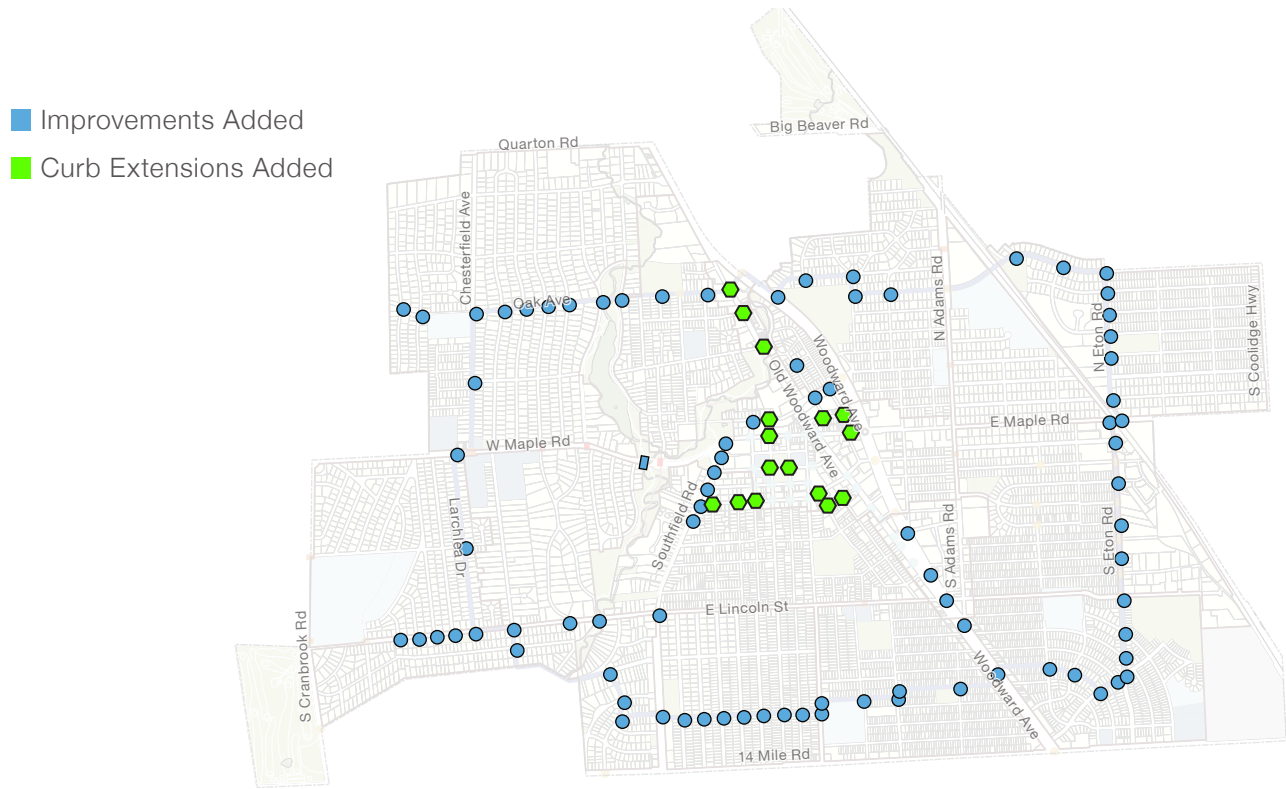 Improvements Added
Curb Extensions Added
Big Beaver Rd
Quarton Rd
Chesterfield Ave
Oak Ave
N Adams Rd
N Eton Rd
S Coolidge Hwy
Woodward Ave
Old Woodward Ave
E Maple Rd
W Maple Rd
Larchlea Dr
Southfield Rd
S Adams Rd
S Eton Rd
E Lincoln St
S Cranbrook Rd
Woodward Ave
14 Mile Rd